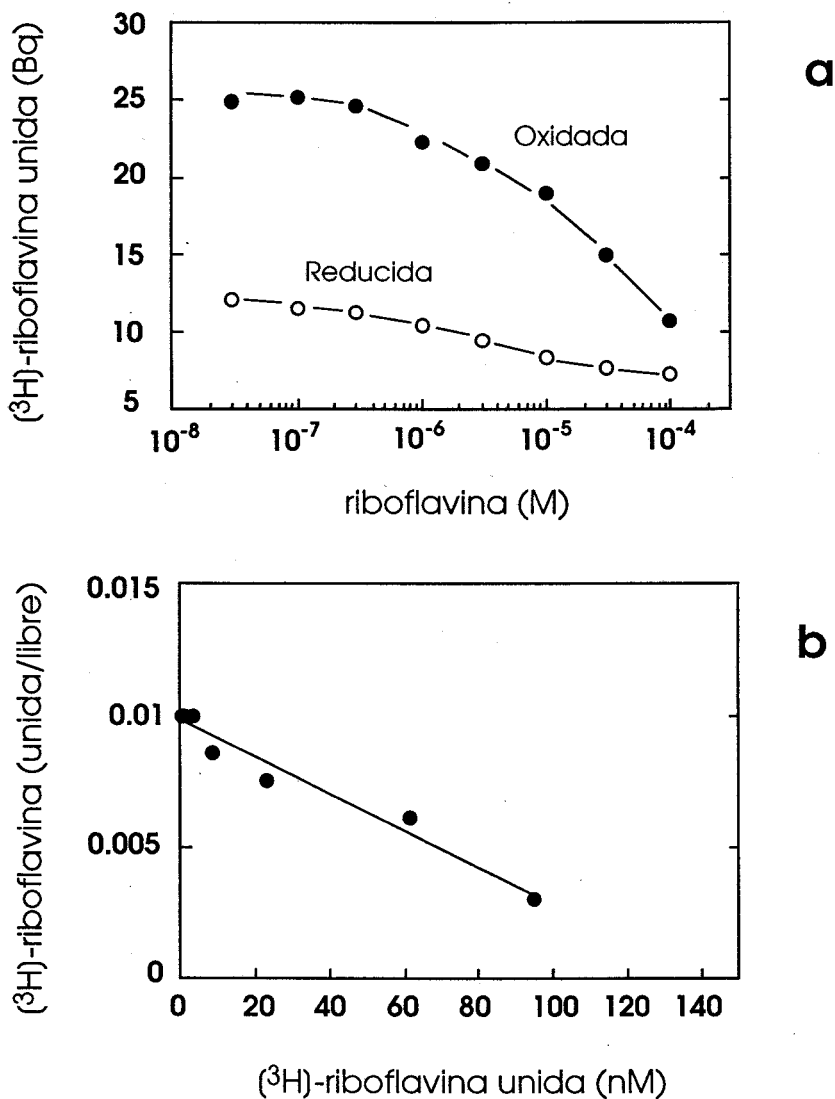 a
(³H)-riboflavina unida (Bq)
30
25
20
15
10
5
Oxidada
Reducida
10⁻⁸ 10⁻⁷ 10⁻⁶ 10⁻⁵ 10⁻⁴
riboflavina (M)
b
(³H)-riboflavina (unida/libre)
0.015
0.01
0.005
0
0 20 40 60 80 100 120 140
(³H)-riboflavina unida (nM)